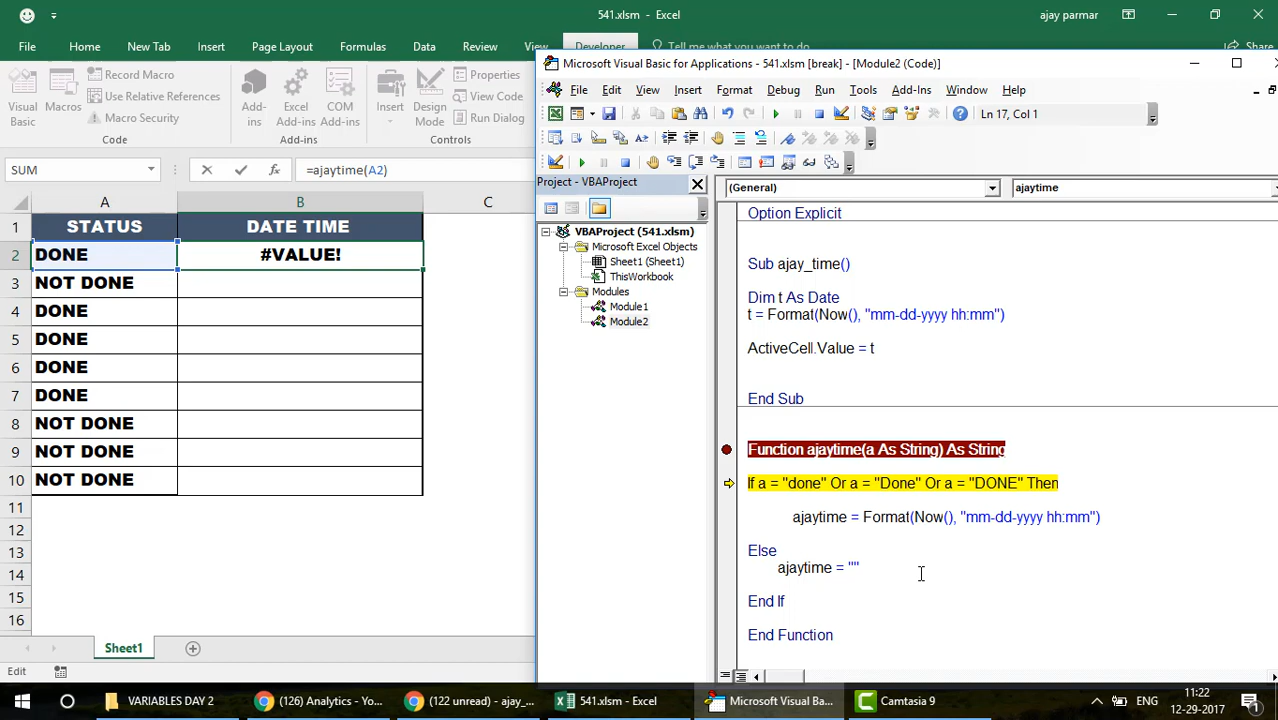 541.xlsm - Excel
ajay parmar
File Home New Tab Insert Page Layout Formulas Data Review View Developer Tell me what you want to do Share
Visual Basic
Macros
Record Macro
Use Relative References
Macro Security
Code
Add-ins
Excel Add-ins
COM Add-ins
Add-ins
Insert
Design Mode
Properties
View Code
Run Dialog
Controls
SUM
=ajaytime(A2)
A B C
1 STATUS DATE TIME
2 DONE #VALUE!
3 NOT DONE
4 DONE
5 DONE
6 DONE
7 DONE
8 NOT DONE
9 NOT DONE
10 NOT DONE
11
12
13
14
15
16
Sheet1
Edit
Microsoft Visual Basic for Applications - 541.xlsm [break] - [Module2 (Code)]
File Edit View Insert Format Debug Run Tools Add-Ins Window Help
Ln 17, Col 1
Project - VBAProject
VBAProject (541.xlsm)
Microsoft Excel Objects
Sheet1 (Sheet1)
ThisWorkbook
Modules
Module1
Module2
(General)
ajaytime
Option Explicit
Sub ajay_time()
Dim t As Date
t = Format(Now(), "mm-dd-yyyy hh:mm")
ActiveCell.Value = t
End Sub
Function ajaytime(a As String) As String
If a = "done" Or a = "Done" Or a = "DONE" Then
ajaytime = Format(Now(), "mm-dd-yyyy hh:mm")
Else
ajaytime = ""
End If
End Function
VARIABLES DAY 2
(126) Analytics - Yo...
(122 unread) - ajay_...
541.xlsm - Excel
Microsoft Visual Ba...
Camtasia 9
ENG
11:22
12-29-2017
1